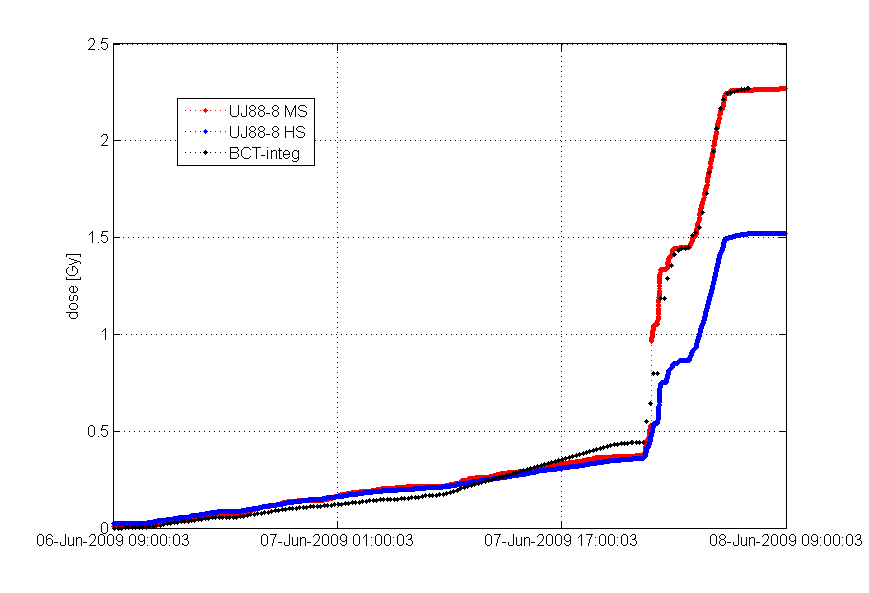 2.5
2
1.5
1
0.5
0
dose [Gy]
UJ88-8 MS
UJ88-8 HS
BCT-integ
06-Jun-2009 09:00:03
07-Jun-2009 01:00:03
07-Jun-2009 17:00:03
08-Jun-2009 09:00:03